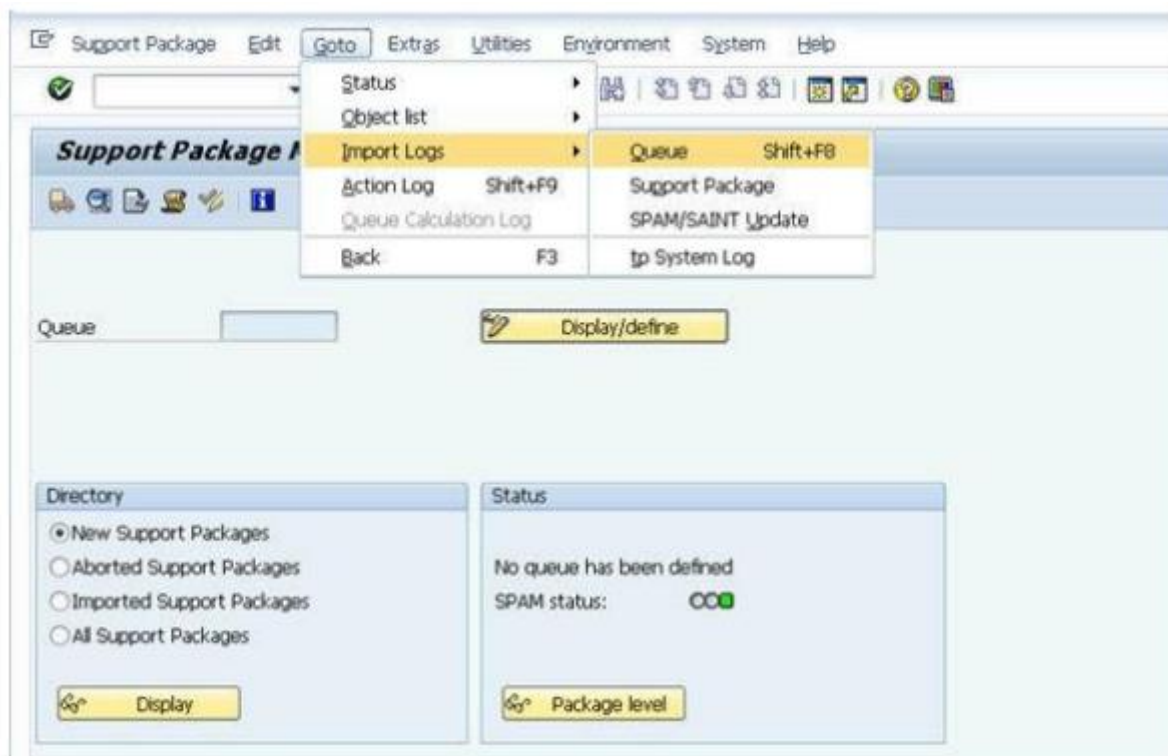 Support Package Edit Goto Extras Utilities Environment System Help
Status
Object list
Support Package M
Import Logs
Queue Shift+F8
Action Log Shift+F9
Support Package
Queue Calculation Log
SPAM/SAINT Update
Back F3
tp System Log
Queue
Display/define
Directory
New Support Packages
Aborted Support Packages
Imported Support Packages
All Support Packages
Display
Status
No queue has been defined
SPAM status:
Package level